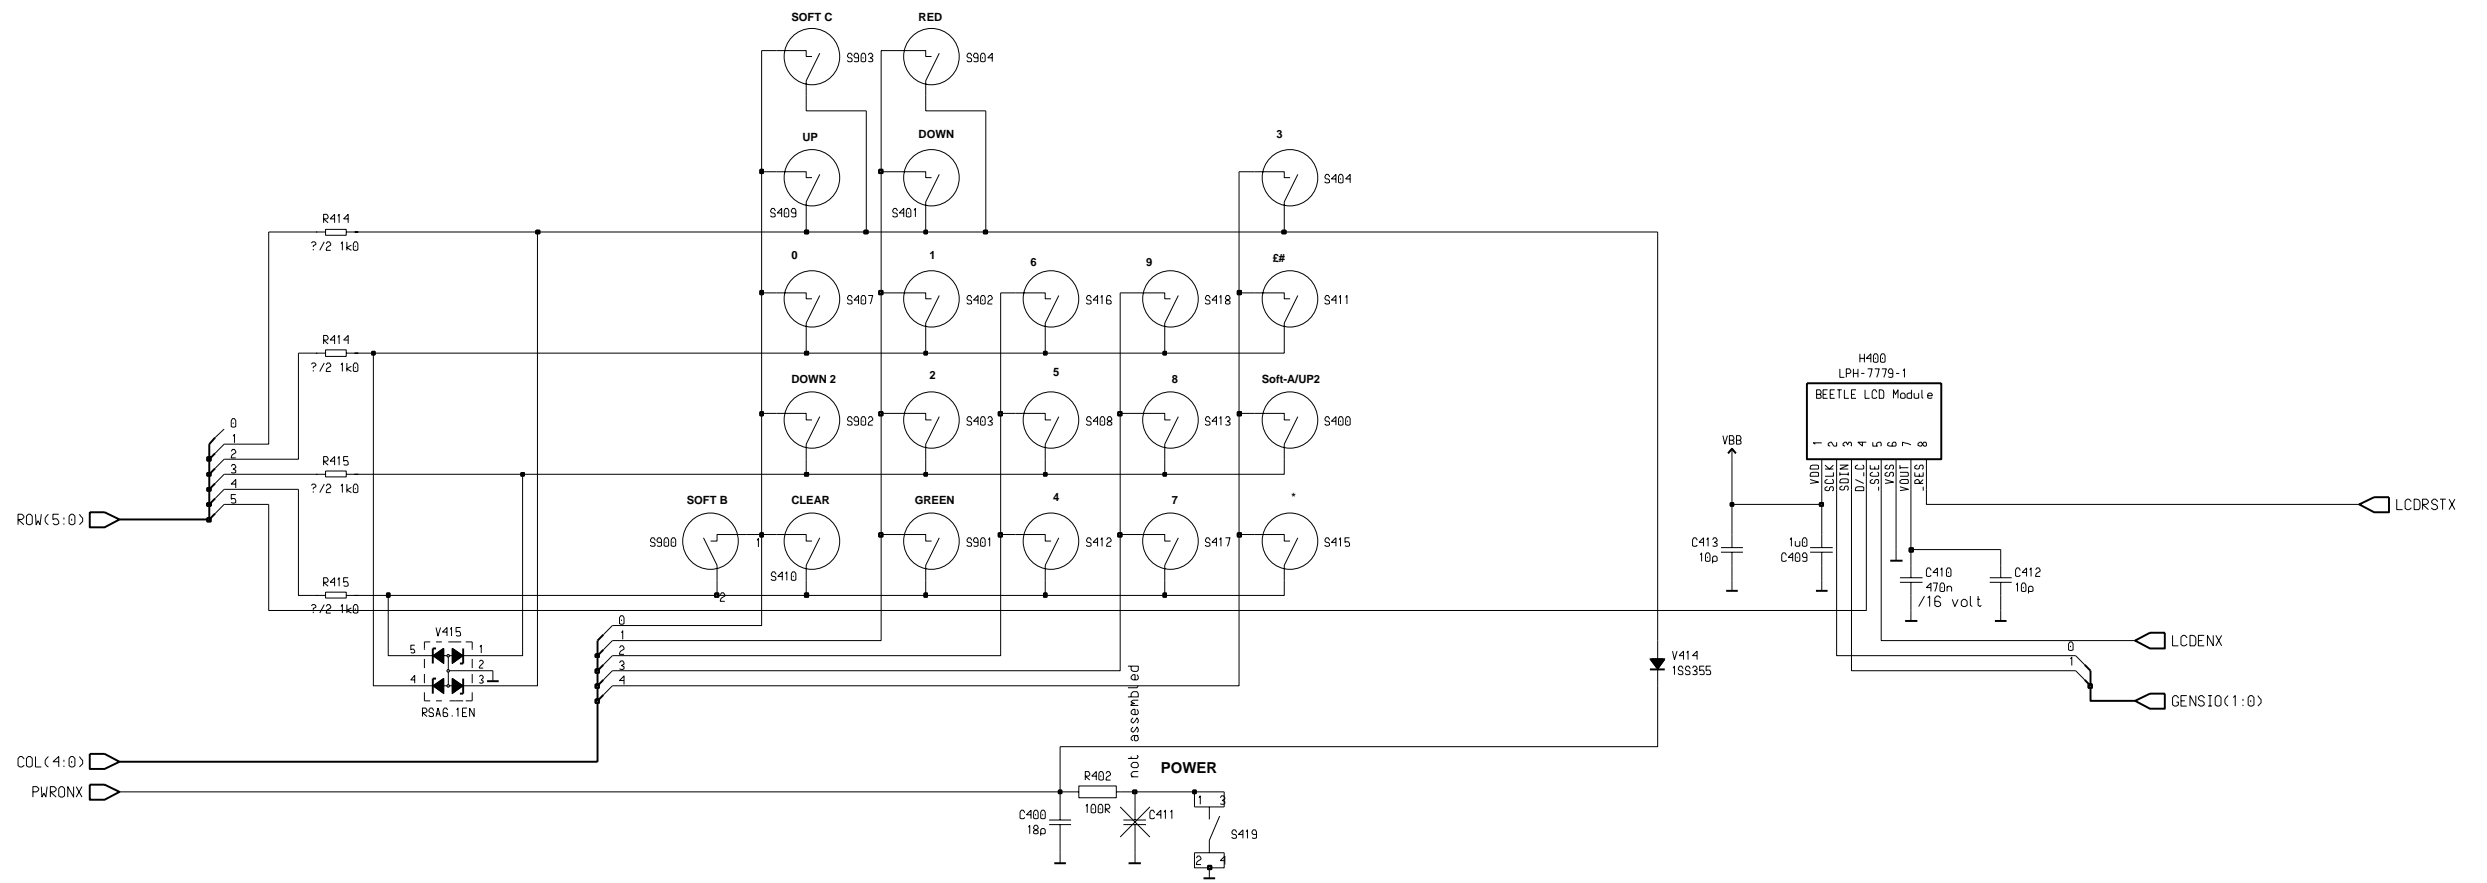 SOFT C RED
S903 S904
UP DOWN 3
S409 S401 S404
R414
?/2 1k0
0 1 6 9 £#
S407 S402 S416 S418 S411
R414
?/2 1k0
DOWN 2 2 5 8 Soft-A/UP2
S902 S403 S408 S413 S400
0
1
2
3
4
5
R415
?/2 1k0
ROW(5:0)
SOFT B CLEAR GREEN 4 7 *
S900 1 S410 S901 S412 S417 S415
2
R415
?/2 1k0
V415
5 1
2
4 3
RSA6.1EN
0
1
2
3
4
COL(4:0)
PWRONX
not assembled
POWER
R402
100R
C400
18p
C411
1 3
S419
2 4
V414
1SS355
H400
LPH-7779-1
BEETLE LCD Module
1 2 3 4 5 6 7 8
VDD SCLK SDIN D/_C -SCE VSS VOUT -RES
VBB
C413
10p
1u0
C409
C410
470n
/16 volt
C412
10p
LCDRSTX
LCDENX
0
1
GENSIO(1:0)